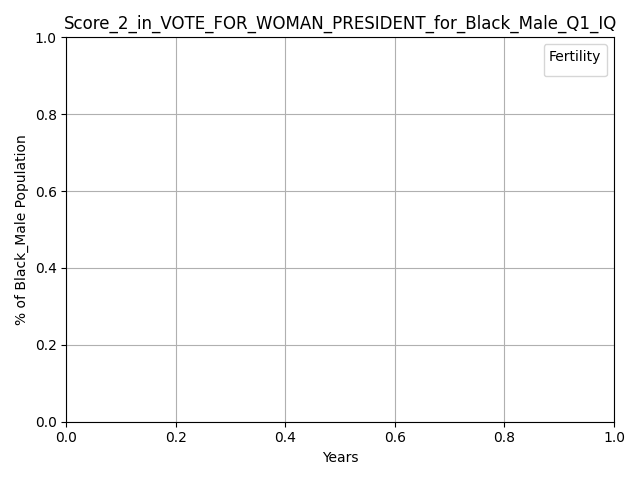 Score_2_in_VOTE_FOR_WOMAN_PRESIDENT_for_Black_Male_Q1_IQ
Fertility
1.0
0.8
0.6
0.4
0.2
0.0
% of Black_Male Population
0.0 0.2 0.4 0.6 0.8 1.0
Years